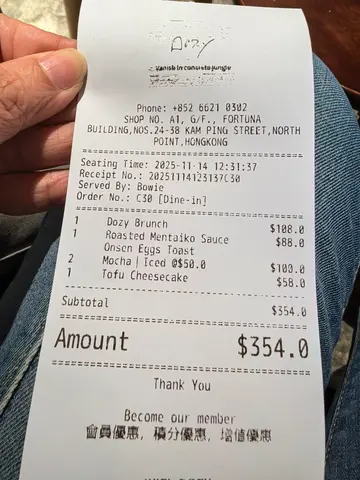 Dozy
Vanish in concrete jungle
Phone: +852 6621 0302
SHOP NO. A1, G/F., FORTUNA
BUILDING,NOS.24-38 KAM PING STREET,NORTH
POINT,HONGKONG
Seating Time: 2025-11-14 12:31:37
Receipt No.: 20251114123137C30
Served By: Bowie
Order No.: C30 [Dine-in]
1 Dozy Brunch $108.0
1 Roasted Mentaiko Sauce $88.0
Onsen Eggs Toast
2 Mocha | Iced @$50.0 $100.0
1 Tofu Cheesecake $58.0
Subtotal $354.0
Amount $354.0
Thank You
Become our member
會員優惠, 積分優惠, 增值優惠